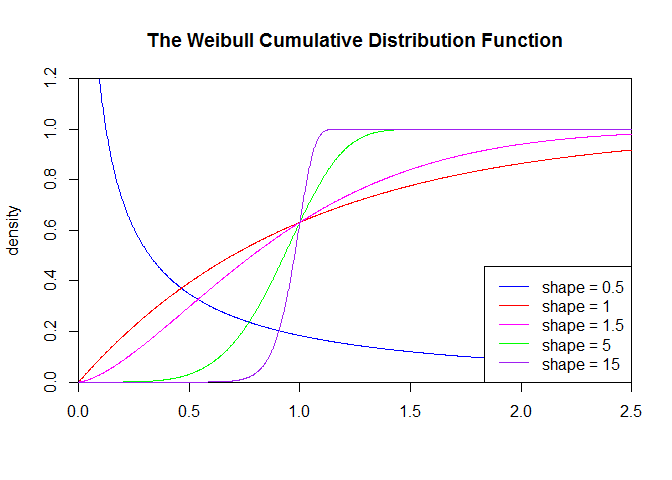 The Weibull Cumulative Distribution Function
density
1.2
1.0
0.8
0.6
0.4
0.2
0.0
0.0 0.5 1.0 1.5 2.0 2.5
shape = 0.5
shape = 1
shape = 1.5
shape = 5
shape = 15